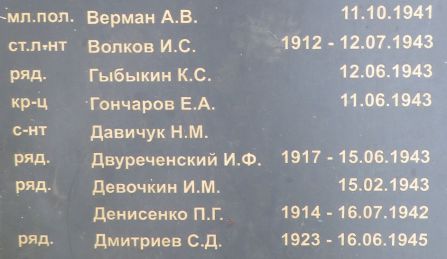 мл.пол. Верман А.В. 11.10.1941
ст.л-нт Волков И.С. 1912 - 12.07.1943
ряд. Гыбыкин К.С. 12.06.1943
кр-ц Гончаров Е.А. 11.06.1943
с-нт Давичук Н.М.
ряд. Двуреченский И.Ф. 1917 - 15.06.1943
ряд. Девочкин И.М. 15.02.1943
Денисенко П.Г. 1914 - 16.07.1942
ряд. Дмитриев С.Д. 1923 - 16.06.1945